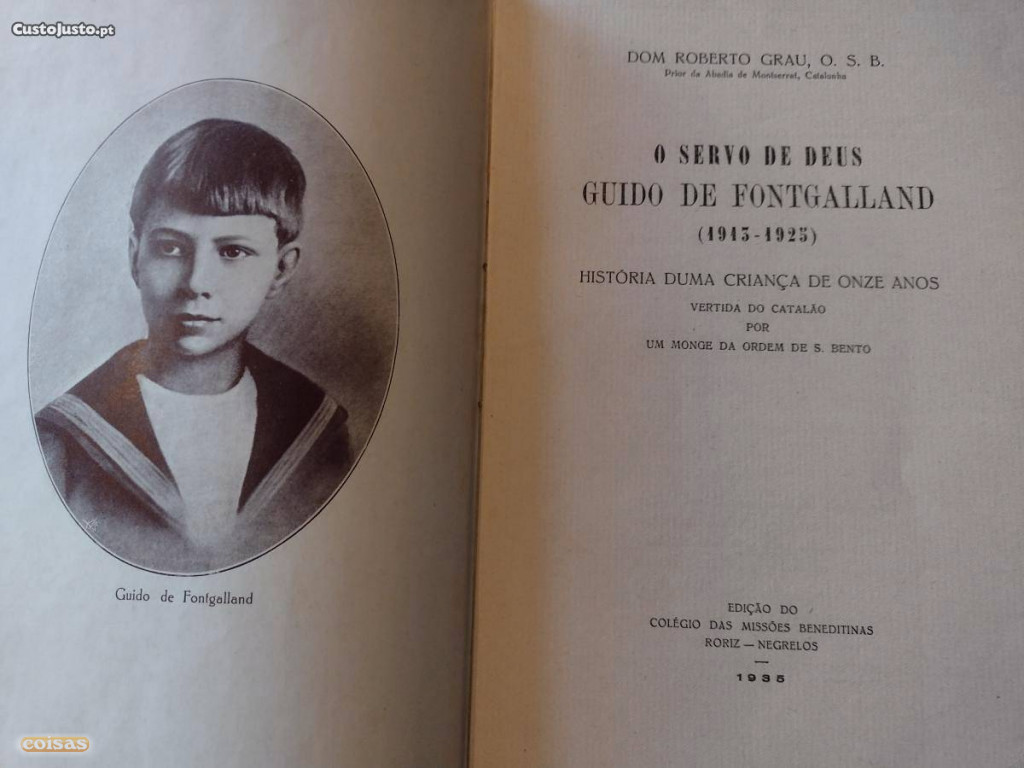 CustoJusto.pt
Guido de Fontgalland
coisas
DOM ROBERTO GRAU, O. S. B.
Prior da Abadia de Montserrat, Catalunha
O SERVO DE DEUS
GUIDO DE FONTGALLAND
(1913-1925)
HISTÓRIA DUMA CRIANÇA DE ONZE ANOS
VERTIDA DO CATALÃO
POR
UM MONGE DA ORDEM DE S. BENTO
EDIÇÃO DO
COLÉGIO DAS MISSÕES BENEDITINAS
RORIZ — NEGRELOS
1935